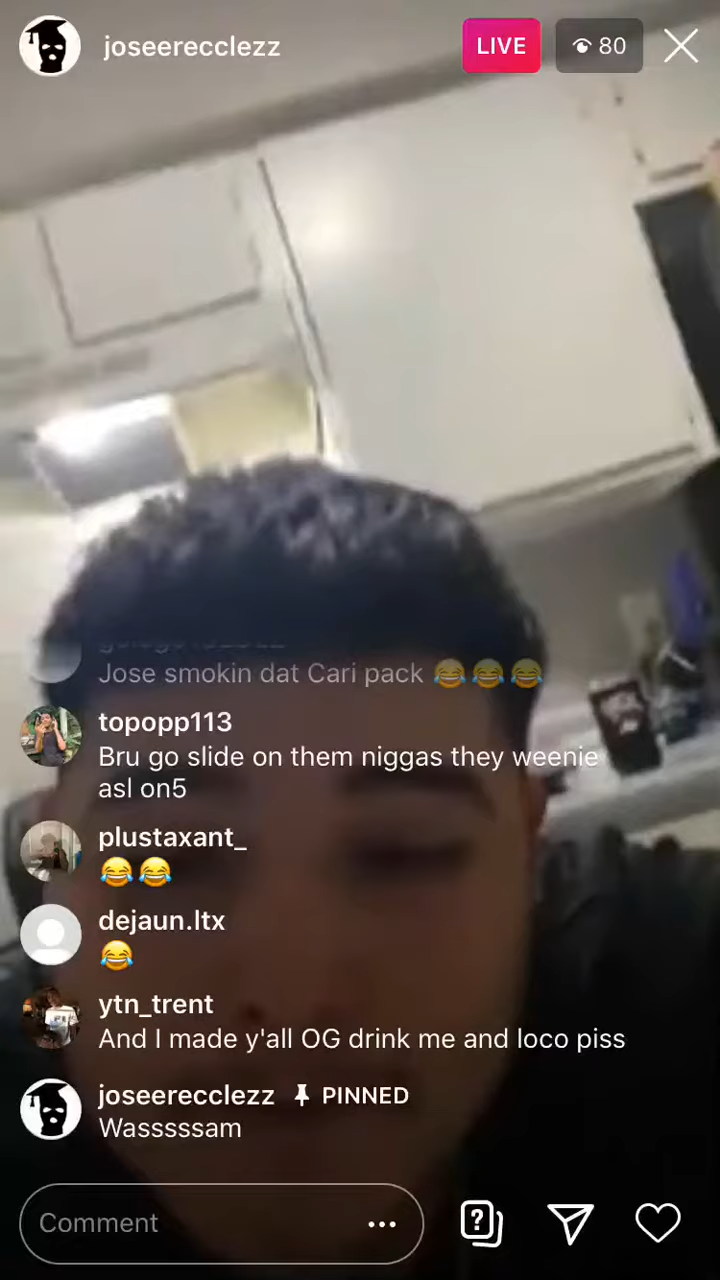 joseerecclezz
LIVE
80
Jose smokin dat Cari pack 😂😂😂
topopp113
Bru go slide on them niggas they weenie
asl on5
plustaxant_
😂😂
dejaun.ltx
😂
ytn_trent
And I made y'all OG drink me and loco piss
joseerecclezz PINNED
Wasssssam
Comment